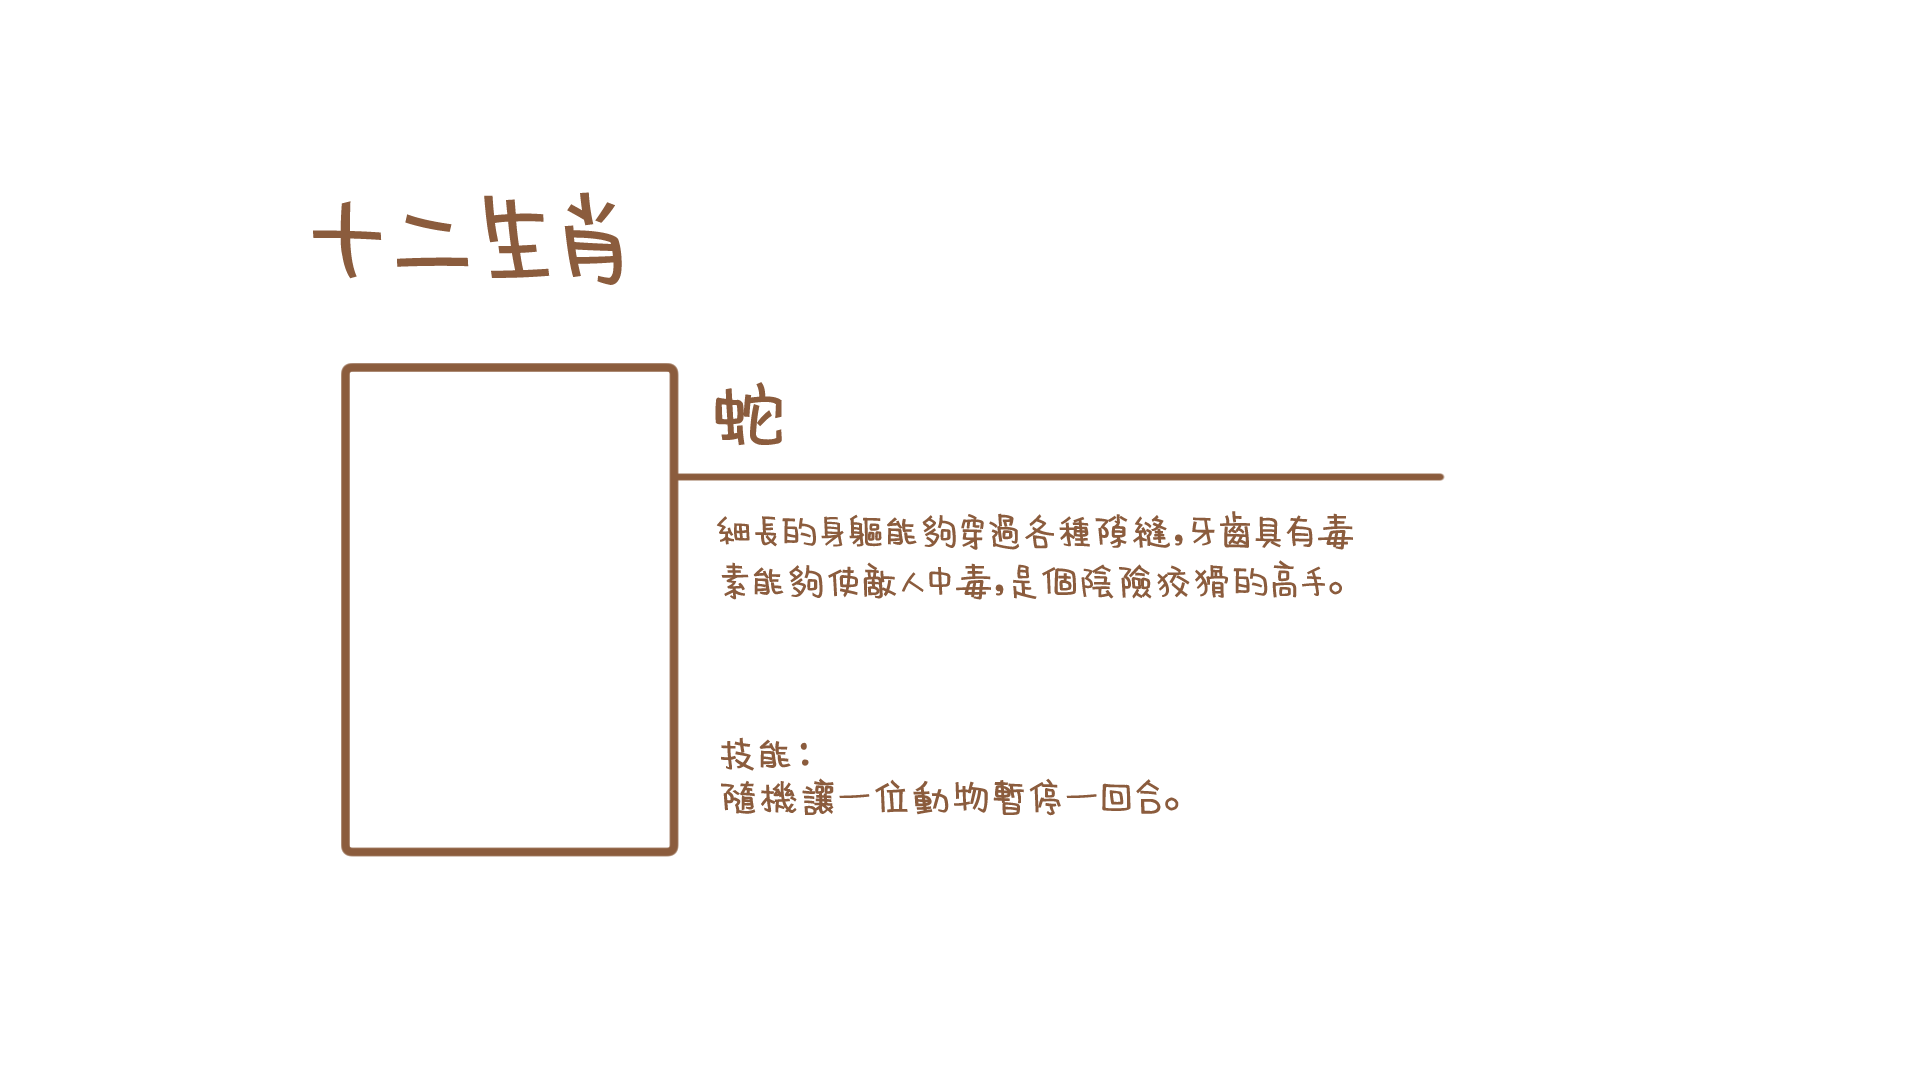 十二生肖
蛇
細長的身軀能夠穿過各種隙縫，牙齒具有毒
素能夠使敵人中毒，是個陰險狡猾的高手。
技能：
隨機讓一位動物暫停一回合。